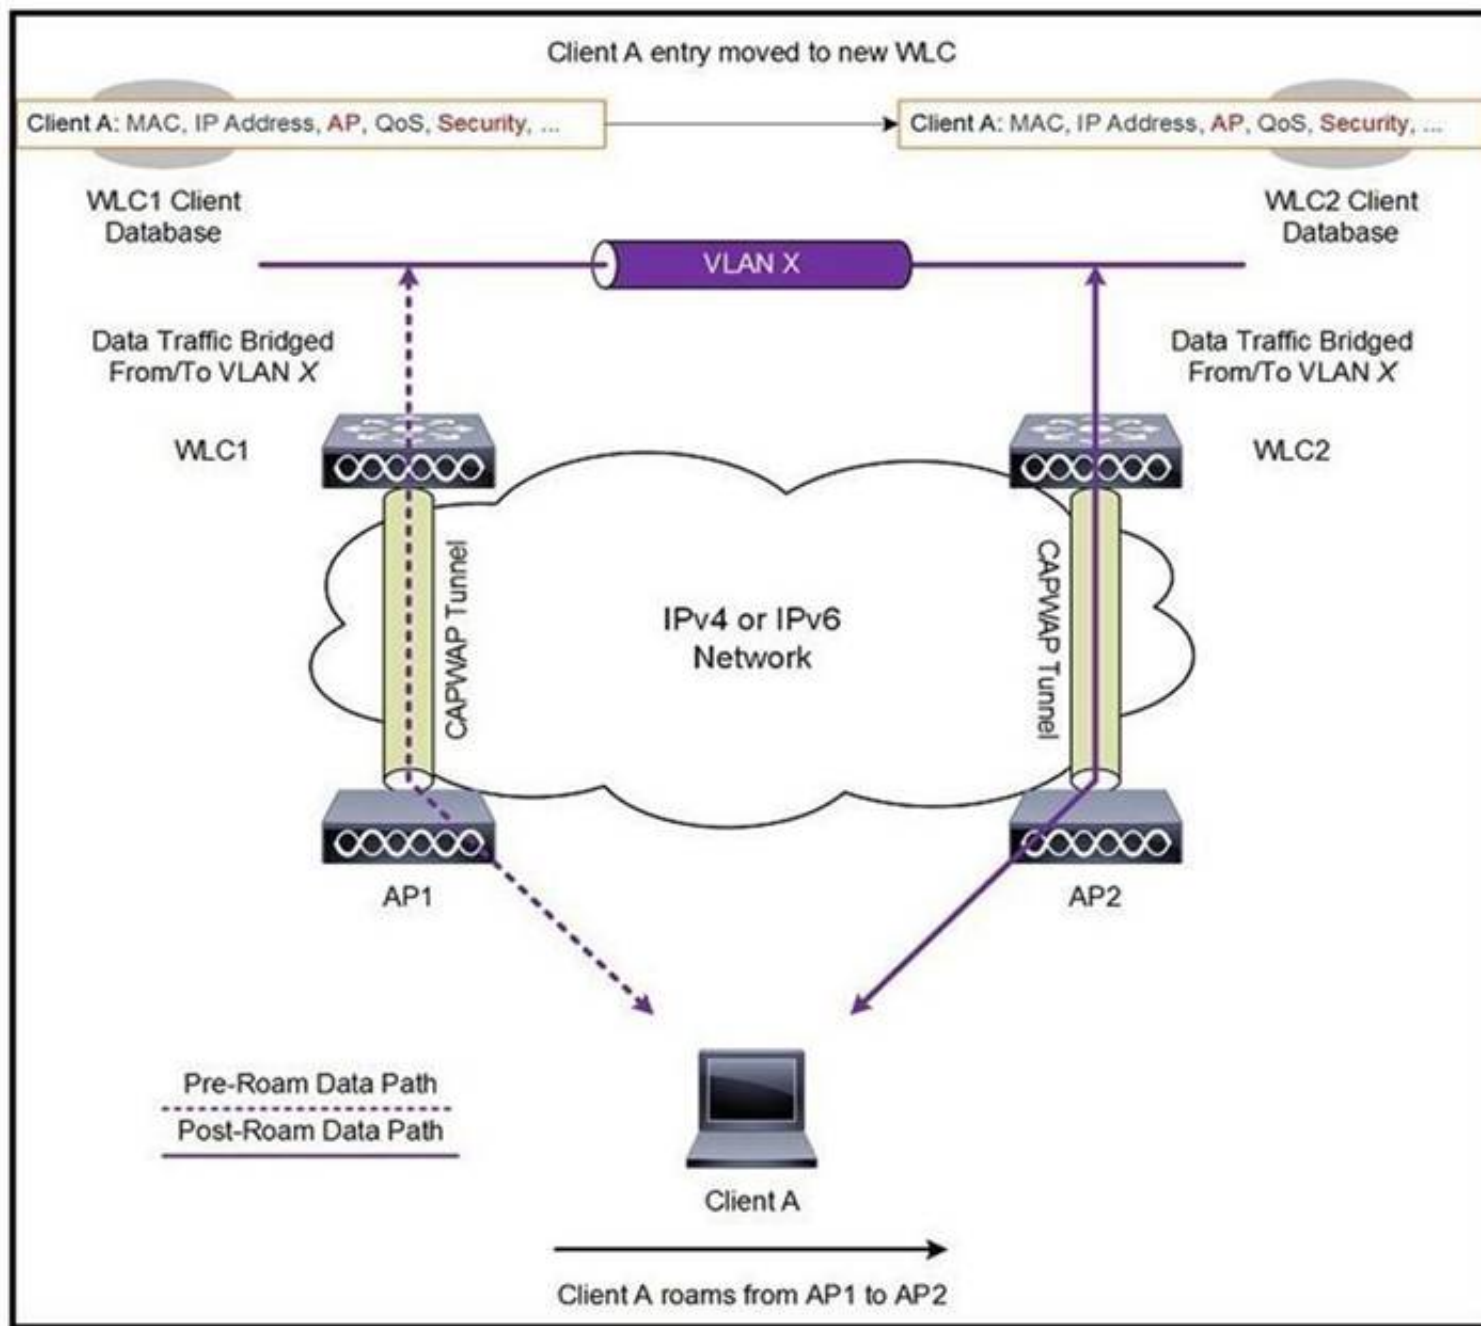 Client A entry moved to new WLC
Client A: MAC, IP Address, AP, QoS, Security, ...
Client A: MAC, IP Address, AP, QoS, Security, ...
WLC1 Client
Database
WLC2 Client
Database
VLAN X
Data Traffic Bridged
From/To VLAN X
Data Traffic Bridged
From/To VLAN X
WLC1
WLC2
CAPWAP Tunnel
IPv4 or IPv6
Network
CAPWAP Tunnel
AP1
AP2
Pre-Roam Data Path
Post-Roam Data Path
Client A
Client A roams from AP1 to AP2